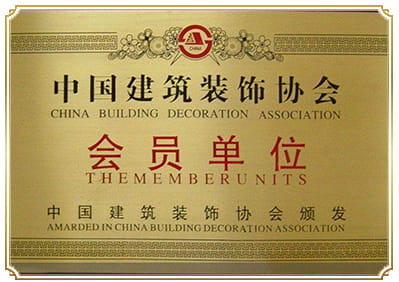 CHINA
中国建筑装饰协会
CHINA BUILDING DECORATION ASSOCIATION
会员单位
THEMEMBERUNITS
中国建筑装饰协会颁发
AMARDED IN CHINA BUILDING DECORATION ASSOCIATION